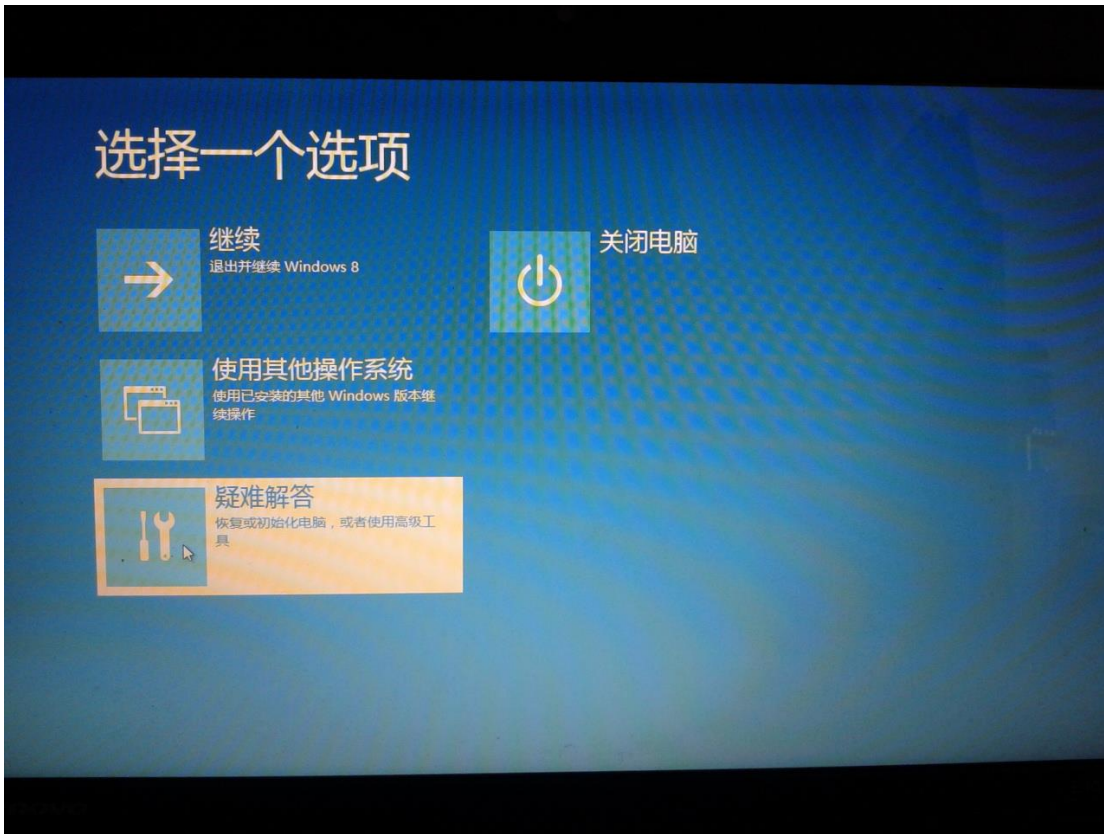 选择一个选项
继续
退出并继续 Windows 8
关闭电脑
使用其他操作系统
使用已安装的其他 Windows 版本继
续操作
疑难解答
恢复或初始化电脑，或者使用高级工
具